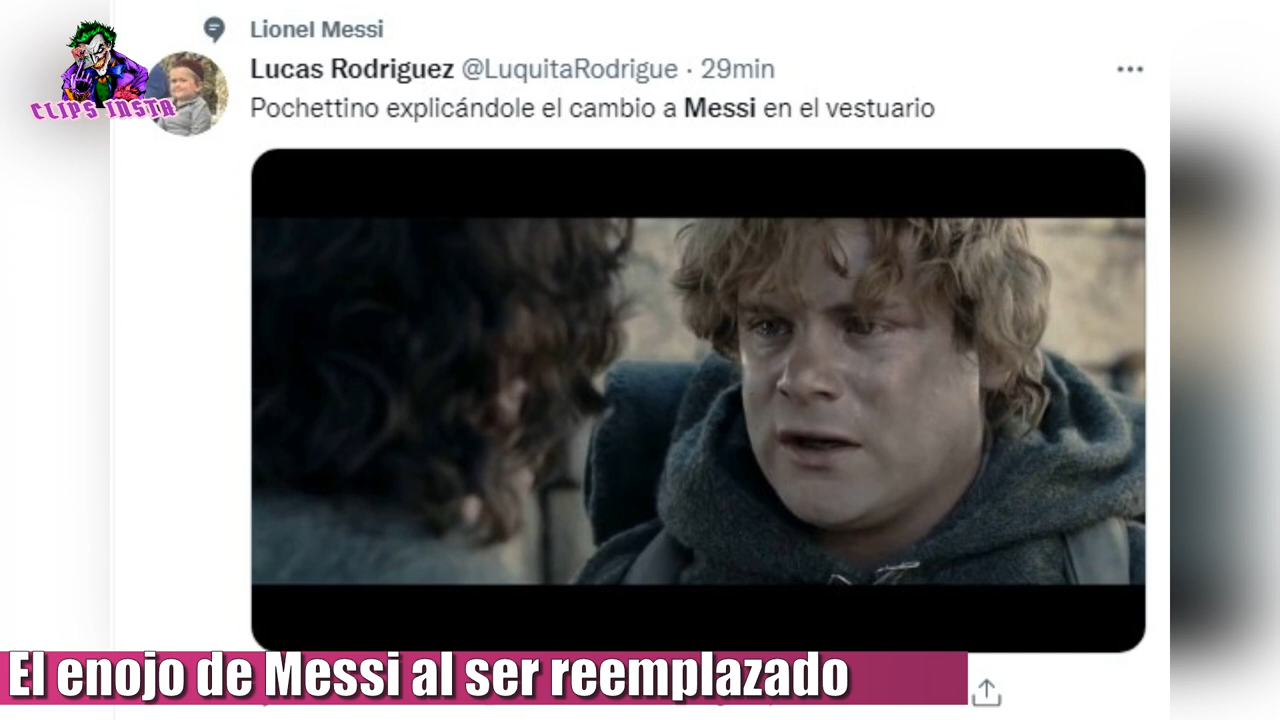 Lionel Messi
Lucas Rodriguez @LuquitaRodrigue · 29min
Pochettino explicándole el cambio a Messi en el vestuario
CLIPS INSTA
El enojo de Messi al ser reemplazado